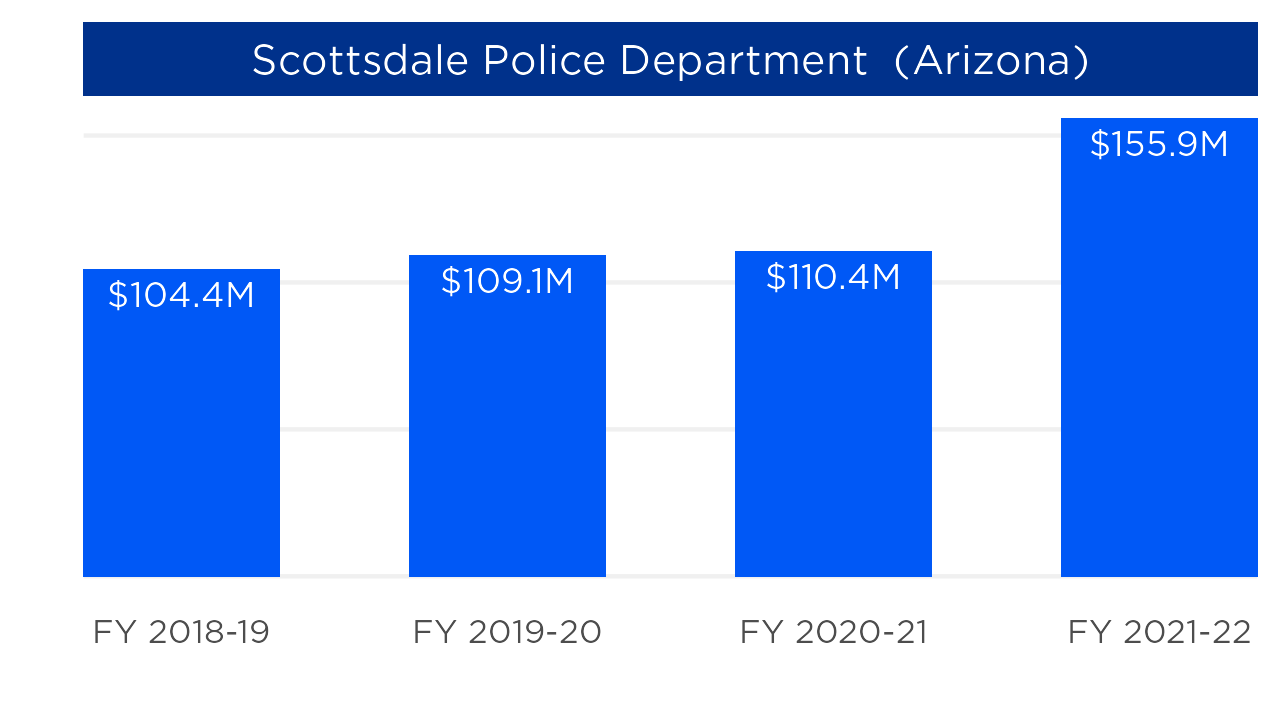 Scottsdale Police Department (Arizona)
$155.9M
$104.4M
$109.1M
$110.4M
FY 2018-19
FY 2019-20
FY 2020-21
FY 2021-22